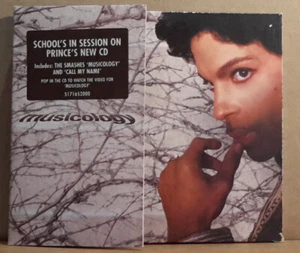 SCHOOL'S IN SESSION ON
PRINCE'S NEW CD
Includes: THE SMASHES 'MUSICOLOGY'
AND 'CALL MY NAME'
POP IN THE CD TO WATCH THE VIDEO FOR
'MUSICOLOGY'
5171652000
musicology